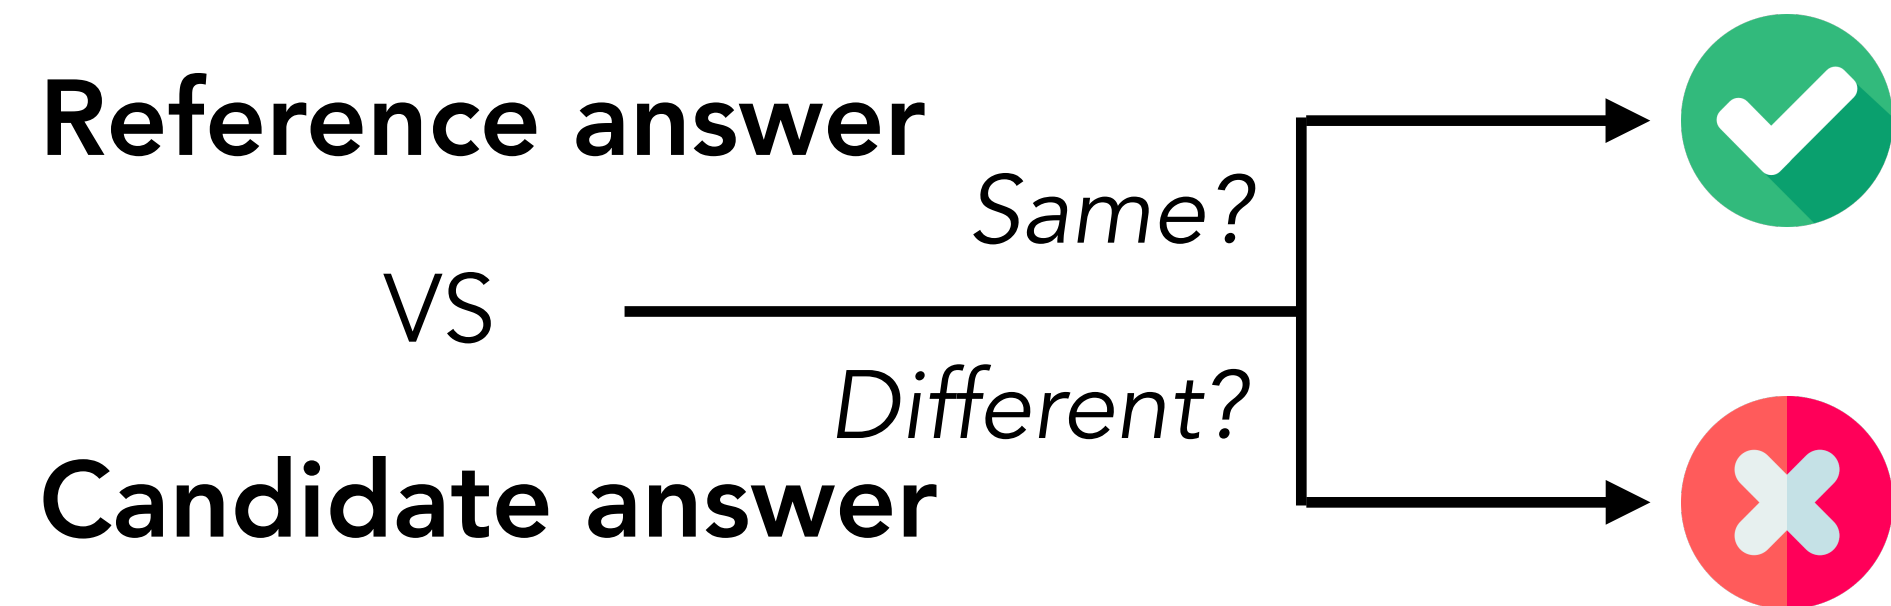 Reference answer
Same?
VS
Different?
Candidate answer